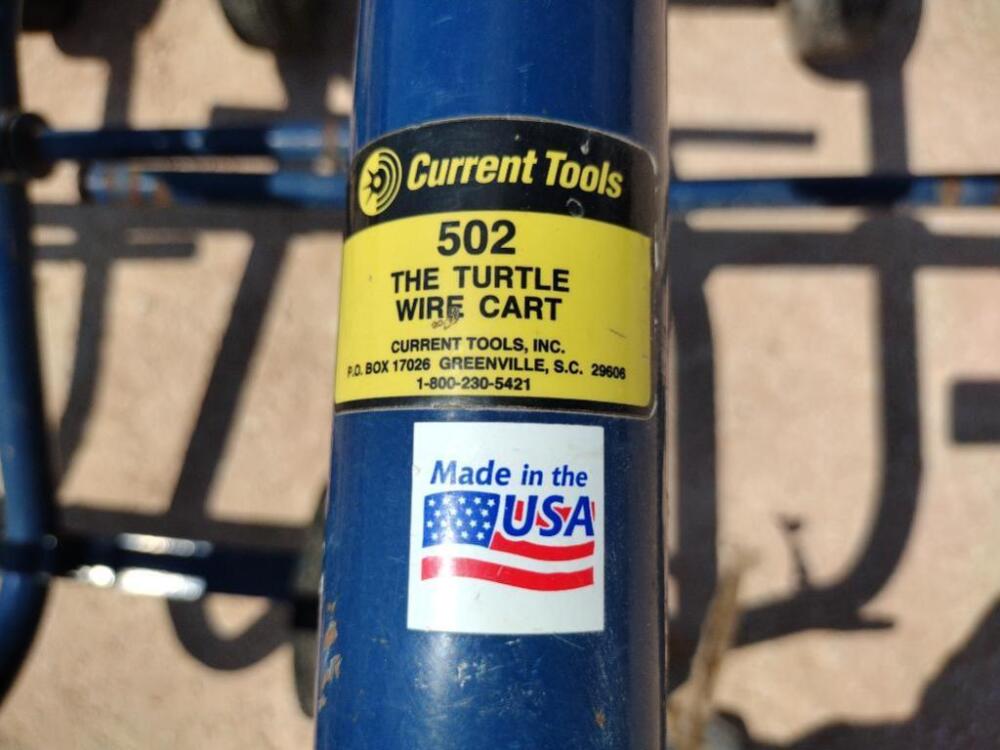 Current Tools
502
THE TURTLE
WIRE CART
CURRENT TOOLS, INC.
P.O. BOX 17026 GREENVILLE, S.C. 29606
1-800-230-5421
Made in the
USA